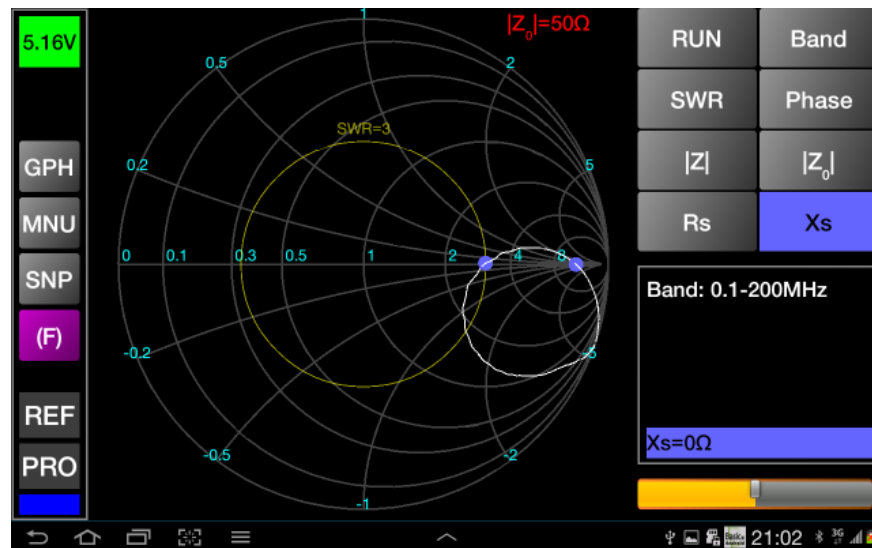 5.16V
GPH
MNU
SNP
(F)
REF
PRO
|Z0|=50Ω
1
0.5
2
SWR=3
0.2
5
0 0.1 0.3 0.5 1 2 4 8
-0.2
-5
-0.5
-2
-1
RUN Band
SWR Phase
|Z| |Z0|
Rs Xs
Band: 0.1-200MHz
Xs=0Ω
21:02
3G